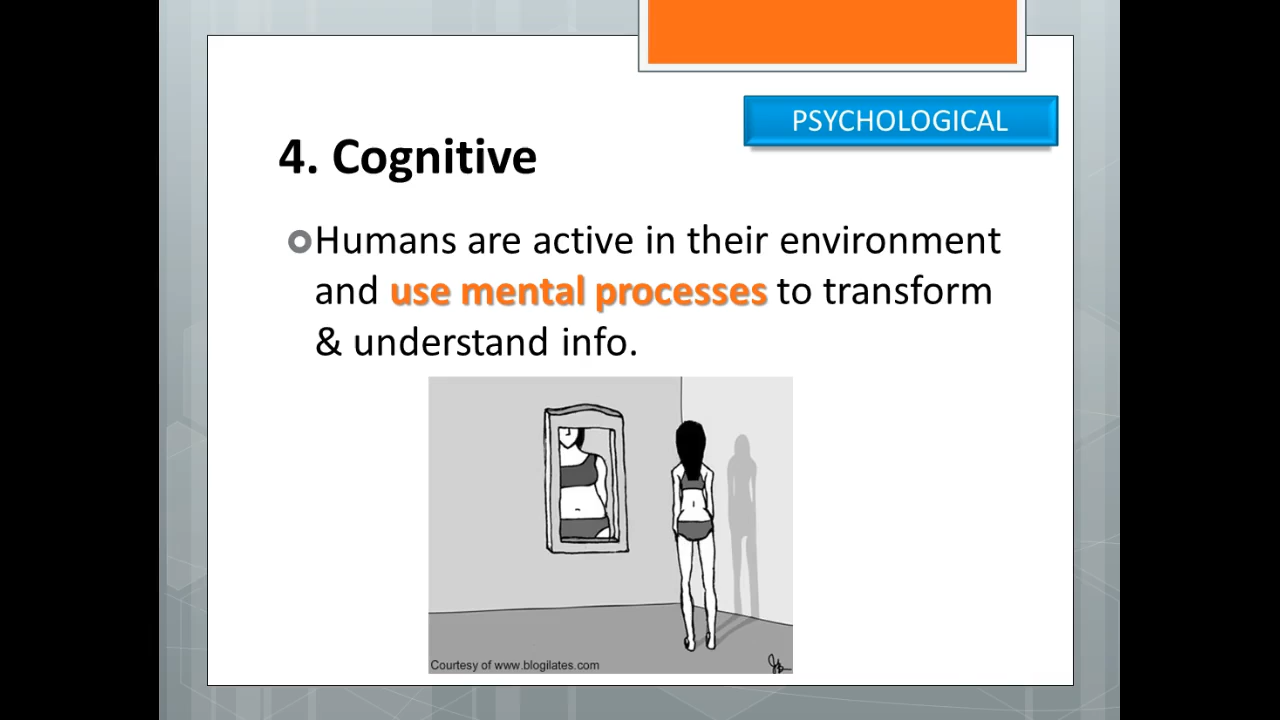 PSYCHOLOGICAL
4. Cognitive
Humans are active in their environment
and use mental processes to transform
& understand info.
Courtesy of www.blogilates.com